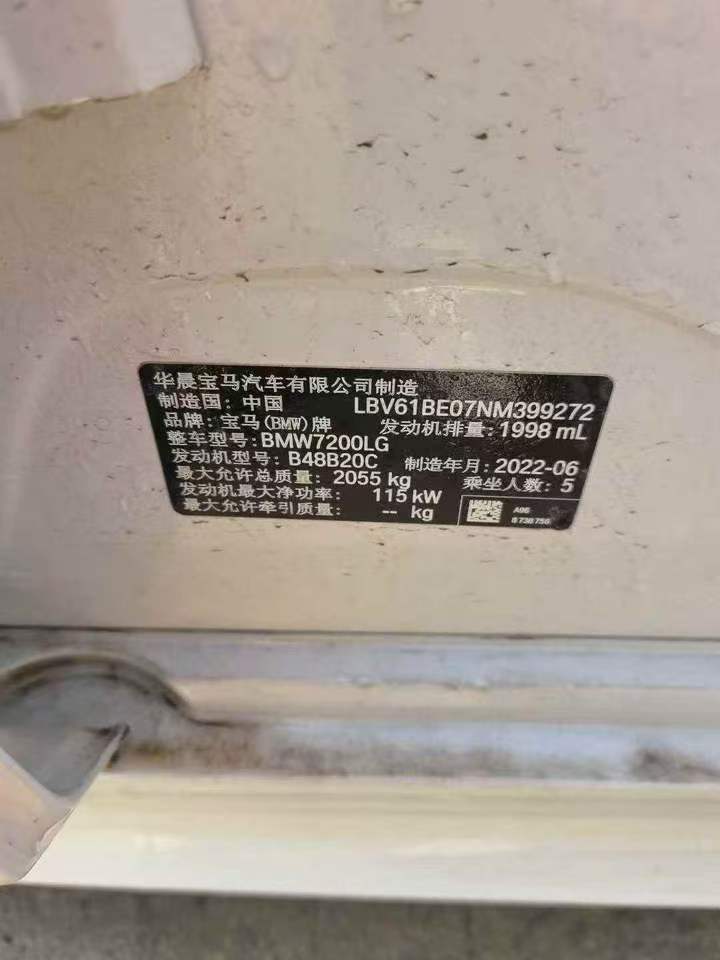 华晨宝马汽车有限公司制造
制造国: 中国 LBV61BE07NM399272
品牌: 宝马(BMW)牌 发动机排量: 1998 mL
整车型号: BMW7200LG
发动机型号: B48B20C 制造年月: 2022-06
最大允许总质量: 2055 kg 乘坐人数: 5
发动机最大净功率: 115 kW
最大允许牵引质量: -- kg
A96
8 738 756